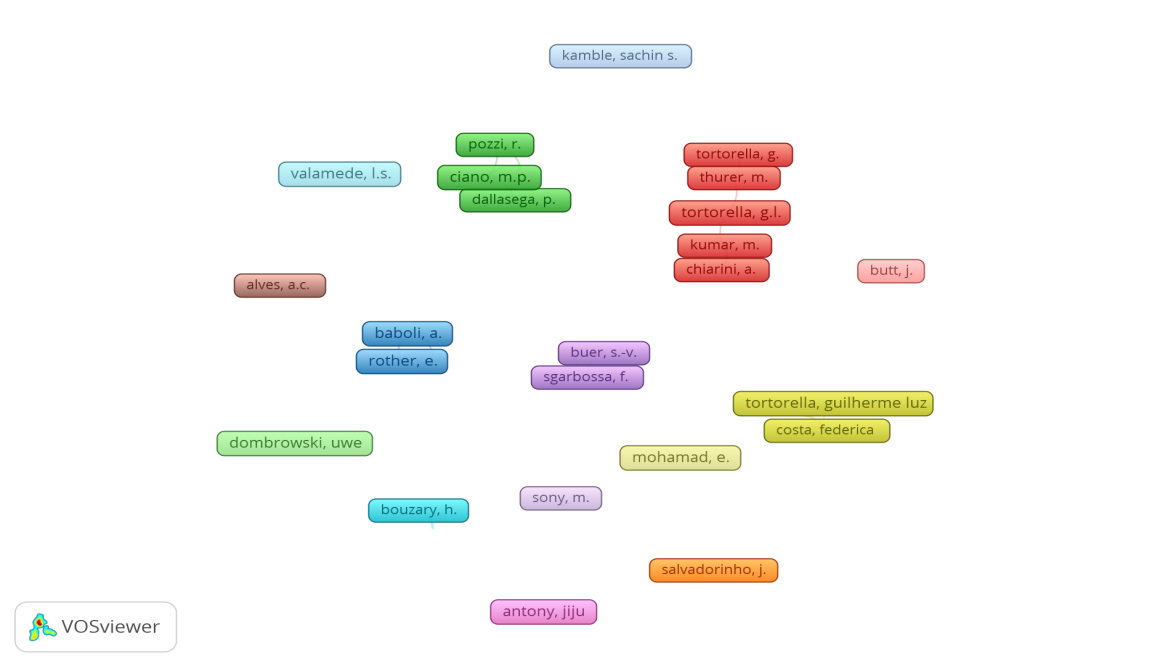 kamble, sachin s.
pozzi, r.
tortorella, g.
valamede, l.s.
ciano, m.p.
thurer, m.
dallasega, p.
tortorella, g.l.
kumar, m.
chiarini, a.
butt, j.
alves, a.c.
baboli, a.
rother, e.
buer, s.-v.
sgarbossa, f.
tortorella, guilherme luz
costa, federica
dombrowski, uwe
mohamad, e.
sony, m.
bouzary, h.
salvadorinho, j.
antony, jiju
VOSviewer